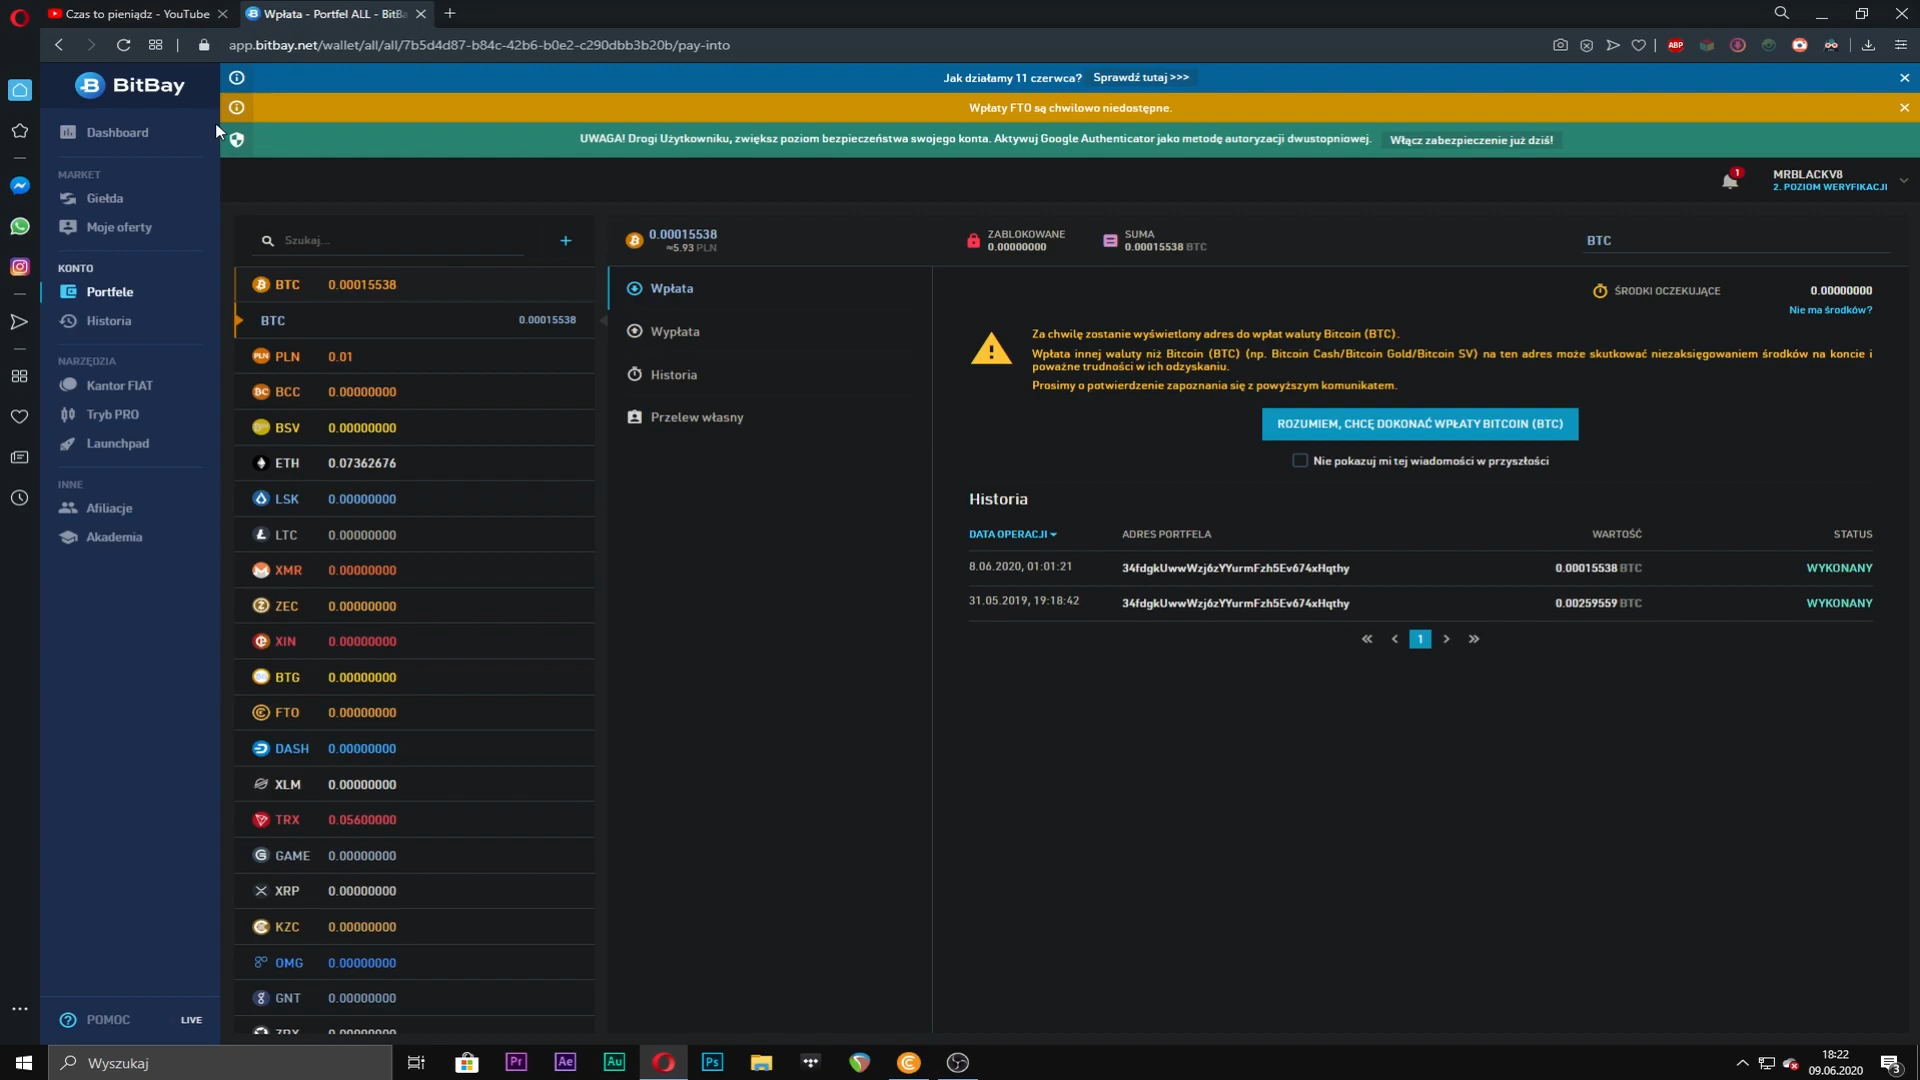 Czas to pieniądz - YouTube
Wpłata - Portfel ALL - BitBa
app.bitbay.net/wallet/all/all/7b5d4d87-b84c-42b6-b0e2-c290dbb3b20b/pay-into
ABP
BitBay
Jak działamy 11 czerwca? Sprawdź tutaj >>>
Wpłaty FTO są chwilowo niedostępne.
UWAGA! Drogi Użytkowniku, zwiększ poziom bezpieczeństwa swojego konta. Aktywuj Google Authenticator jako metodę autoryzacji dwustopniowej. Włącz zabezpieczenie już dziś!
Dashboard
MARKET
Giełda
Moje oferty
KONTO
Portfele
Historia
NARZĘDZIA
Kantor FIAT
Tryb PRO
Launchpad
INNE
Afiliacje
Akademia
POMOC LIVE
1
MRBLACKV8
2. POZIOM WERYFIKACJI
Szukaj...
+
BTC 0.00015538
BTC 0.00015538
PLN 0.01
BCC 0.00000000
BSV 0.00000000
ETH 0.07362676
LSK 0.00000000
LTC 0.00000000
XMR 0.00000000
ZEC 0.00000000
XIN 0.00000000
BTG 0.00000000
FTO 0.00000000
DASH 0.00000000
XLM 0.00000000
TRX 0.05600000
GAME 0.00000000
XRP 0.00000000
KZC 0.00000000
OMG 0.00000000
GNT 0.00000000
ZRX 0.00000000
0.00015538
≈5.93 PLN
ZABLOKOWANE
0.00000000
SUMA
0.00015538 BTC
BTC
Wpłata
Wypłata
Historia
Przelew własny
ŚRODKI OCZEKUJĄCE 0.00000000
Nie ma środków?
Za chwilę zostanie wyświetlony adres do wpłat waluty Bitcoin (BTC).
Wpłata innej waluty niż Bitcoin (BTC) (np. Bitcoin Cash/Bitcoin Gold/Bitcoin SV) na ten adres może skutkować niezaksięgowaniem środków na koncie i
poważne trudności w ich odzyskaniu.
Prosimy o potwierdzenie zapoznania się z powyższym komunikatem.
ROZUMIEM, CHCĘ DOKONAĆ WPŁATY BITCOIN (BTC)
Nie pokazuj mi tej wiadomości w przyszłości
Historia
DATA OPERACJI ADRES PORTFELA WARTOŚĆ STATUS
8.06.2020, 01:01:21 34fdgkUwwWzj6zYYurmFzh5Ev674xHqthy 0.00015538 BTC WYKONANY
31.05.2019, 19:18:42 34fdgkUwwWzj6zYYurmFzh5Ev674xHqthy 0.00259559 BTC WYKONANY
« < 1 > »
Wyszukaj
Pr
Ae
Au
Ps
18:22
09.06.2020
3